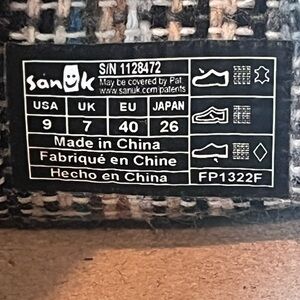 sanuk
S/N 1128472
May be covered by Pat.
www.sanuk.com/patents
USA UK EU JAPAN
9 7 40 26
Made in China
Fabriqué en Chine
Hecho en China
FP1322F